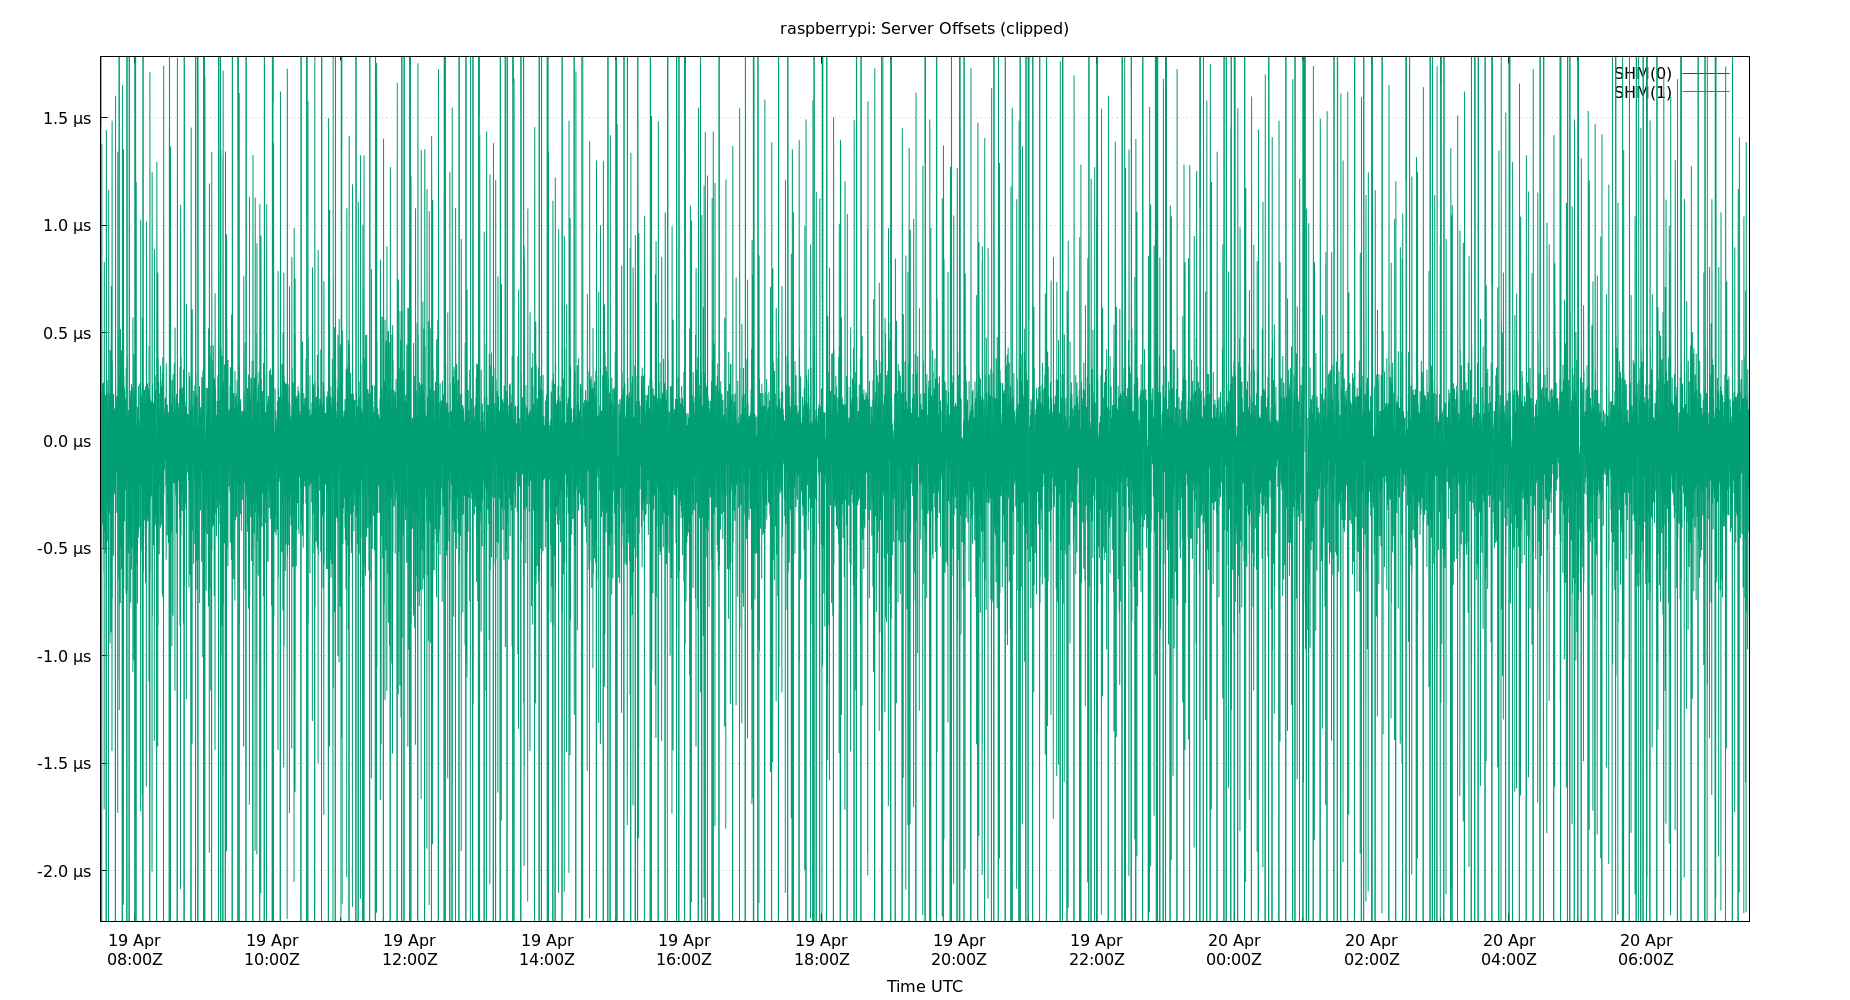 raspberrypi: Server Offsets (clipped)
SHM(0)
SHM(1)
1.5 µs
1.0 µs
0.5 µs
0.0 µs
-0.5 µs
-1.0 µs
-1.5 µs
-2.0 µs
19 Apr 19 Apr 19 Apr 19 Apr 19 Apr 19 Apr 19 Apr 19 Apr 20 Apr 20 Apr 20 Apr 20 Apr
08:00Z 10:00Z 12:00Z 14:00Z 16:00Z 18:00Z 20:00Z 22:00Z 00:00Z 02:00Z 04:00Z 06:00Z
Time UTC